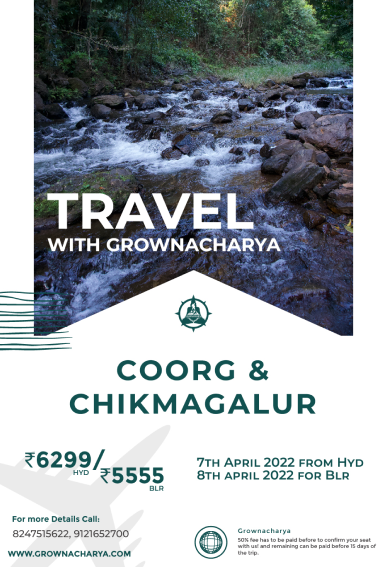 TRAVEL
WITH GROWNACHARYA
COORG &
CHIKMAGALUR
₹6299/
HYD
₹5555
BLR
7TH APRIL 2022 FROM HYD
8TH APRIL 2022 FOR BLR
For more Details Call:
8247515622, 9121652700
WWW.GROWNACHARYA.COM
Grownacharya
50% fee has to be paid before to confirm your seat
with us! and remaining can be paid before 15 days of
the trip.